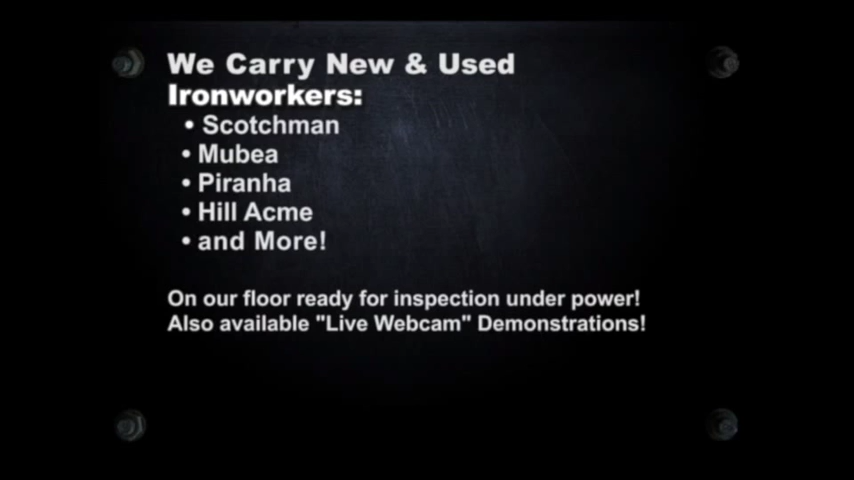 We Carry New & Used
Ironworkers:
• Scotchman
• Mubea
• Piranha
• Hill Acme
• and More!
On our floor ready for inspection under power!
Also available "Live Webcam" Demonstrations!